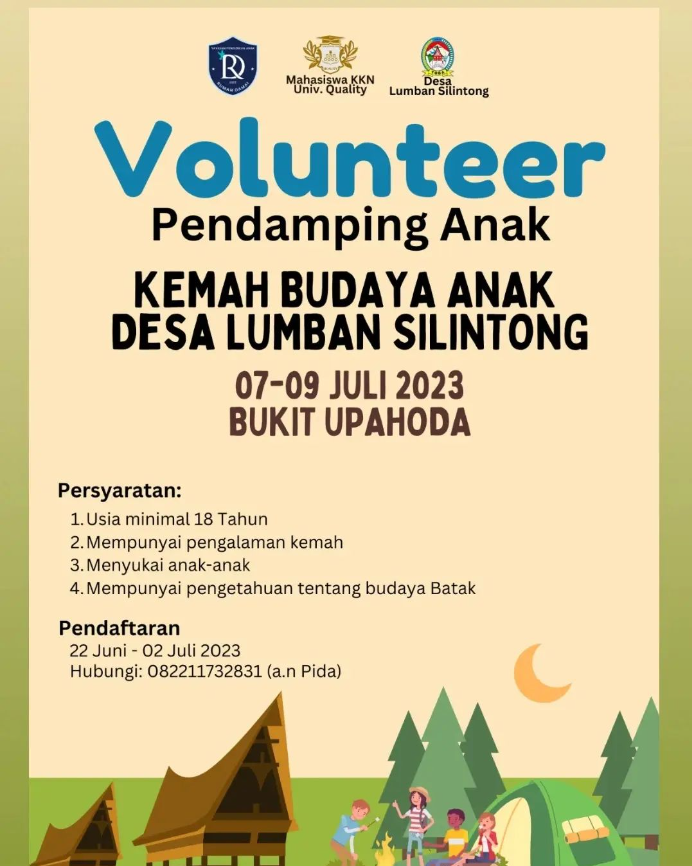 Mahasiswa KKN
Univ. Quality
Desa
Lumban Silintong
Volunteer
Pendamping Anak
KEMAH BUDAYA ANAK
DESA LUMBAN SILINTONG
07-09 JULI 2023
BUKIT UPAHODA
Persyaratan:
1. Usia minimal 18 Tahun
2. Mempunyai pengalaman kemah
3. Menyukai anak-anak
4. Mempunyai pengetahuan tentang budaya Batak
Pendaftaran
22 Juni - 02 Juli 2023
Hubungi: 082211732831 (a.n Pida)